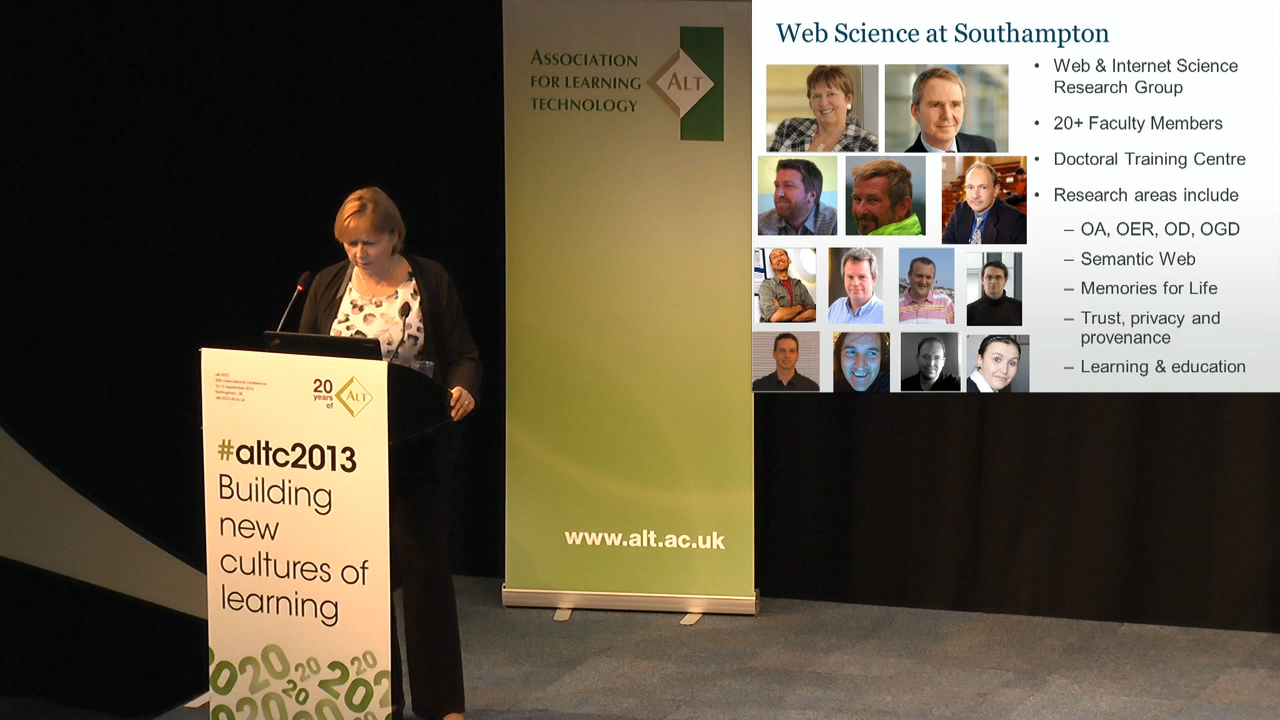 ASSOCIATION
FOR LEARNING
TECHNOLOGY
ALT
www.alt.ac.uk
20
years
of
ALT
#altc2013
Building
new
cultures of
learning
Web Science at Southampton
• Web & Internet Science
Research Group
• 20+ Faculty Members
• Doctoral Training Centre
• Research areas include
– OA, OER, OD, OGD
– Semantic Web
– Memories for Life
– Trust, privacy and
provenance
– Learning & education